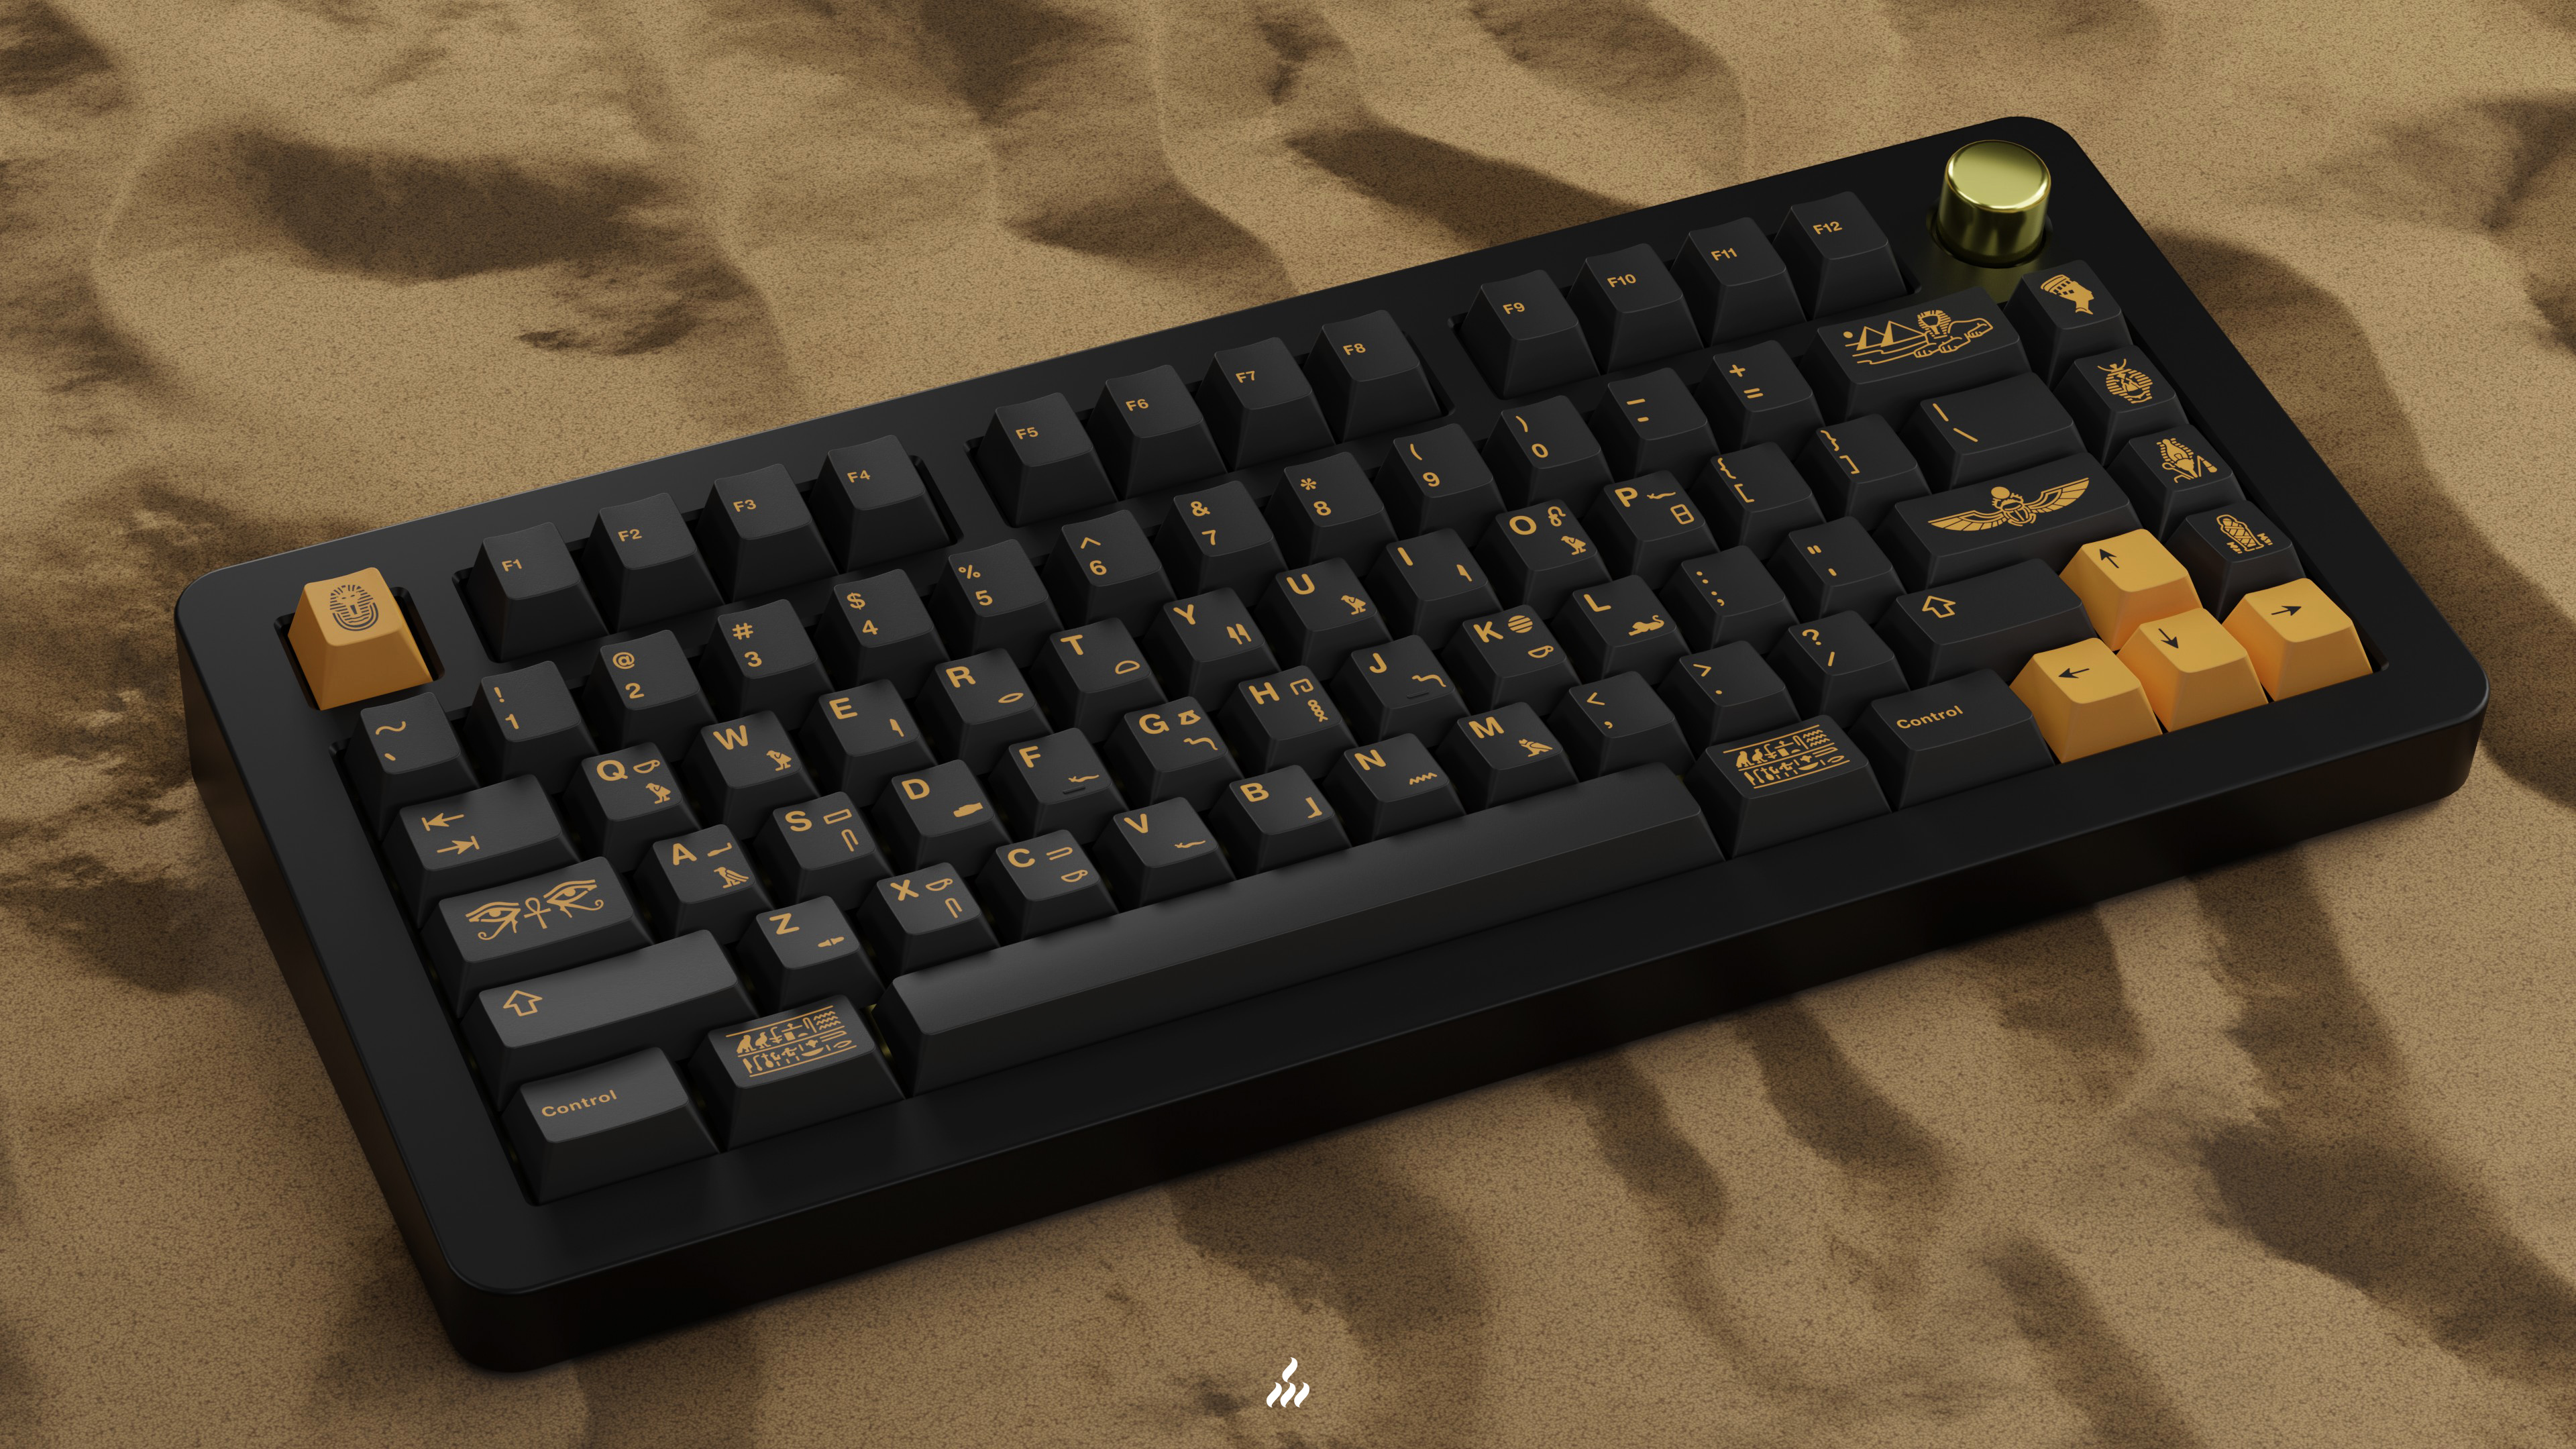 F1 F2 F3 F4 F5 F6 F7 F8 F9 F10 F11 F12
~ ! @ # $ % ^ & * ( ) _ +
` 1 2 3 4 5 6 7 8 9 0 - =
Q W E R T Y U I O P { } |
[ ] \
A S D F G H J K L : "
; '
Z X C V B N M < > ?
, . /
Control Control